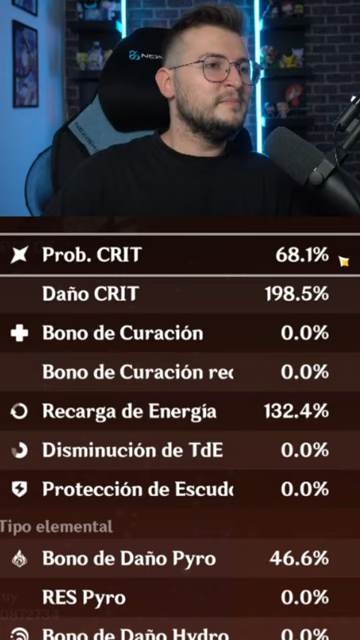 Prob. CRIT 68.1%
Daño CRIT 198.5%
Bono de Curación 0.0%
Bono de Curación rec 0.0%
Recarga de Energía 132.4%
Disminución de TdE 0.0%
Protección de Escudo 0.0%
Tipo elemental
Bono de Daño Pyro 46.6%
RES Pyro 0.0%
Bono de Daño Hydro 0.0%